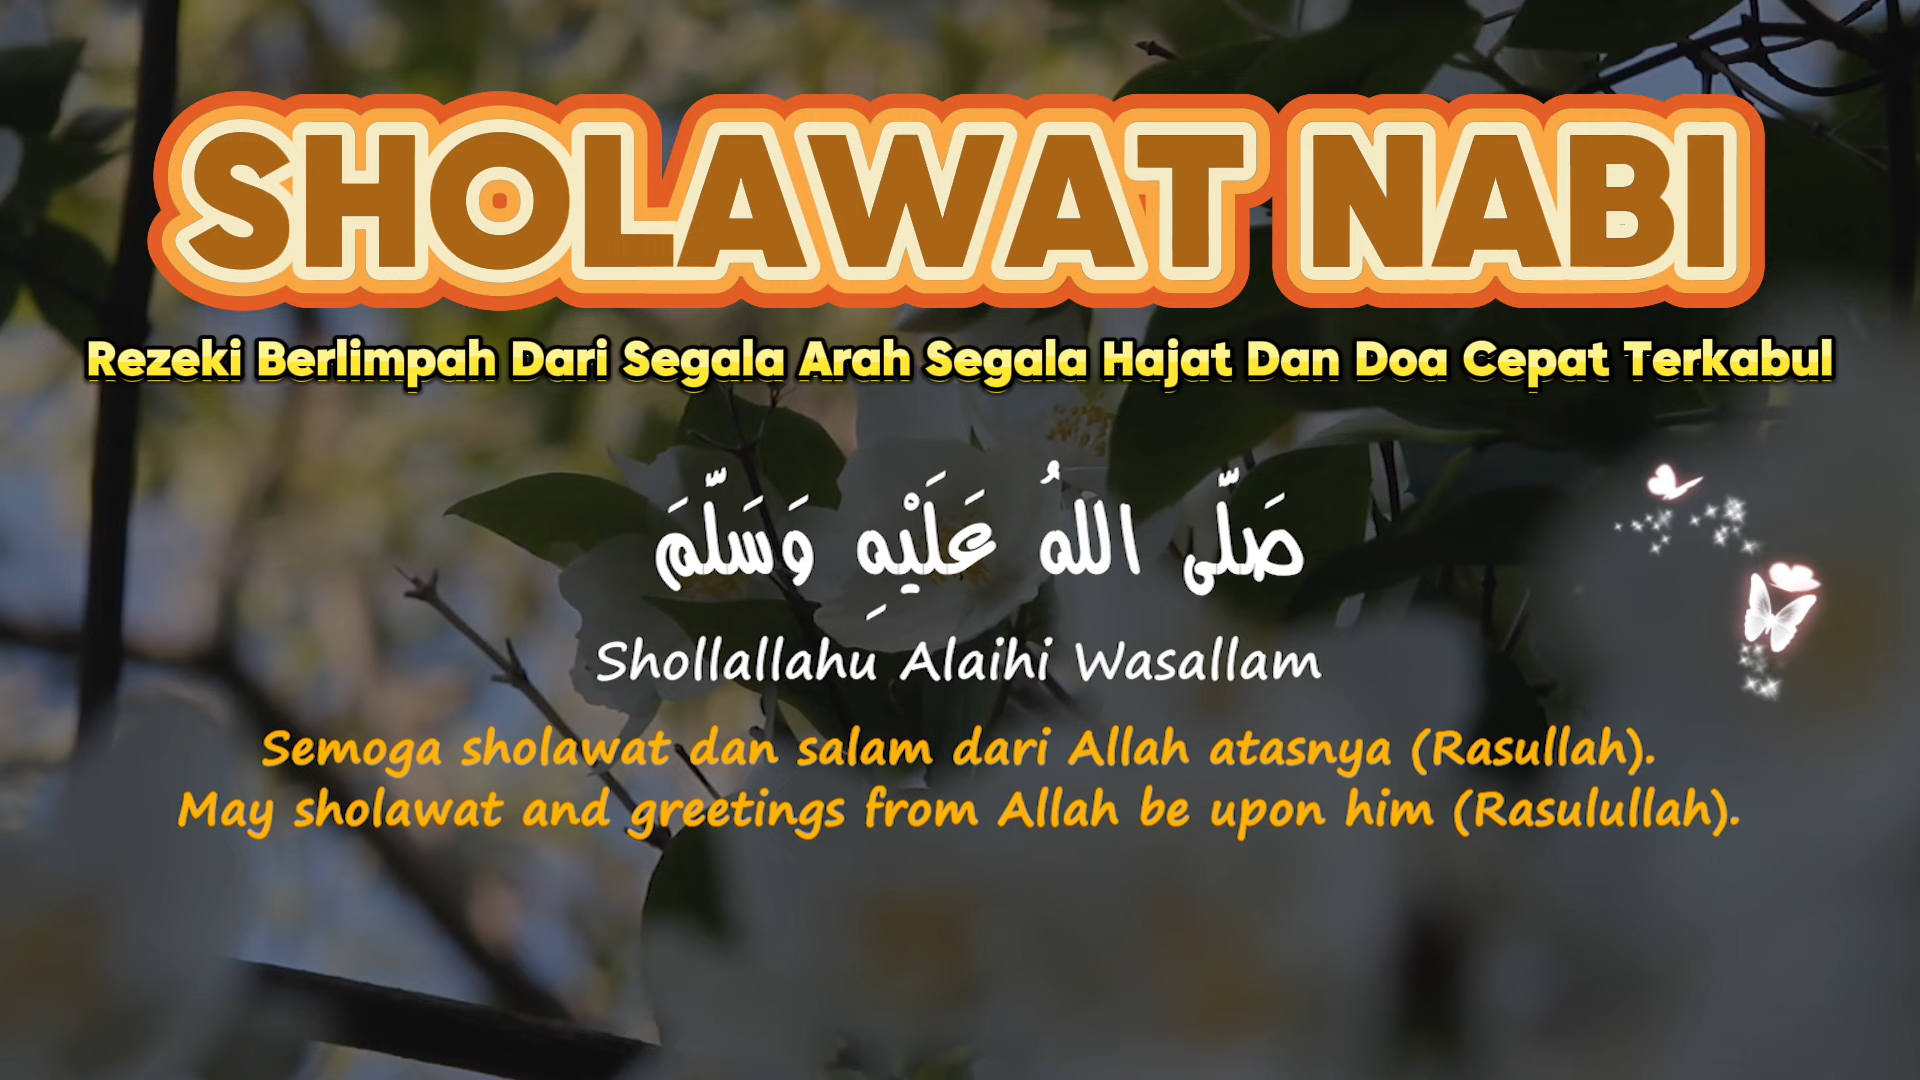 SHOLAWAT NABI
Rezeki Berlimpah Dari Segala Arah Segala Hajat Dan Doa Cepat Terkabul
صَلَّى اللهُ عَلَيْهِ وَسَلَّمَ
Shollallahu Alaihi Wasallam
Semoga sholawat dan salam dari Allah atasnya (Rasullah).
May sholawat and greetings from Allah be upon him (Rasulullah).